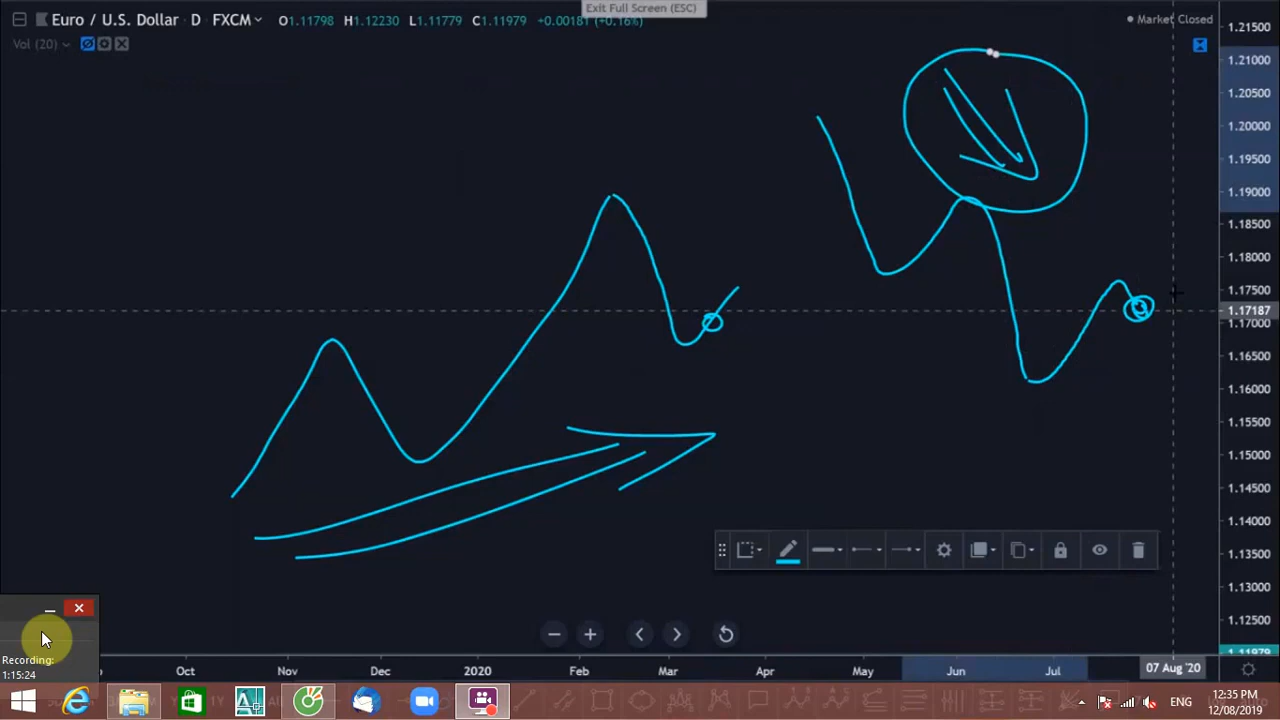 Exit Full Screen (ESC)
Euro / U.S. Dollar D FXCM O1.11798 H1.12230 L1.11779 C1.11979 +0.00181 (+0.16%)
Market Closed
Vol (20)
1.21500
1.21000
1.20500
1.20000
1.19500
1.19000
1.18500
1.18000
1.17500
1.17187
1.17000
1.16500
1.16000
1.15500
1.15000
1.14500
1.14000
1.13500
1.13000
1.12500
1.11979
Recording:
1:15:24
Oct Nov Dec 2020 Feb Mar Apr May Jun Jul 07 Aug '20
ENG
12:35 PM
12/08/2019